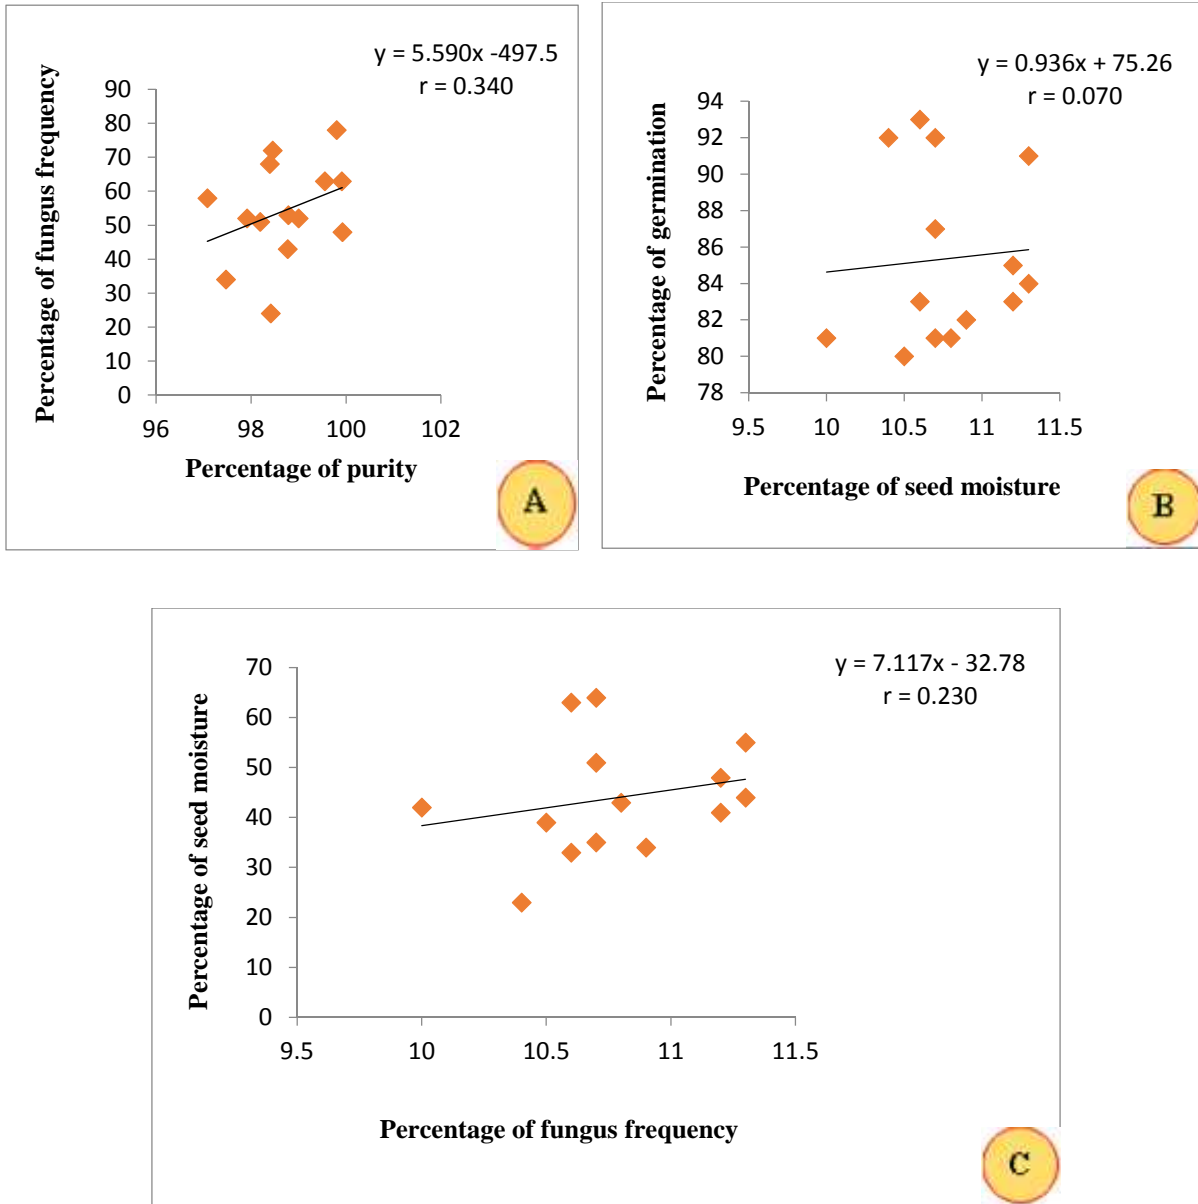 y = 5.590x -497.5
r = 0.340
Percentage of fungus frequency
90
80
70
60
50
40
30
20
10
0
96 98 100 102
Percentage of purity
A
y = 0.936x + 75.26
r = 0.070
Percentage of germination
94
92
90
88
86
84
82
80
78
9.5 10 10.5 11 11.5
Percentage of seed moisture
B
y = 7.117x - 32.78
r = 0.230
Percentage of seed moisture
70
60
50
40
30
20
10
0
9.5 10 10.5 11 11.5
Percentage of fungus frequency
C